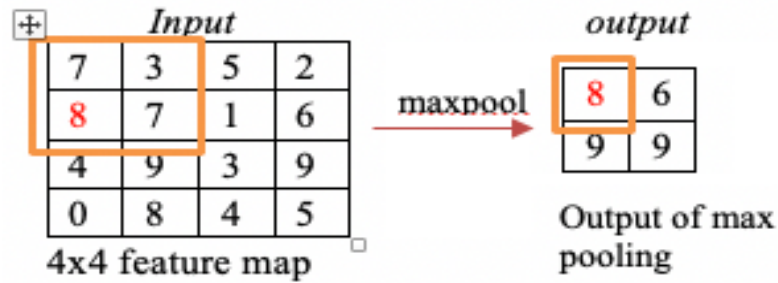 Input output
7 3 5 2
8 7 1 6
4 9 3 9
0 8 4 5
maxpool
8 6
9 9
4x4 feature map
Output of max
pooling